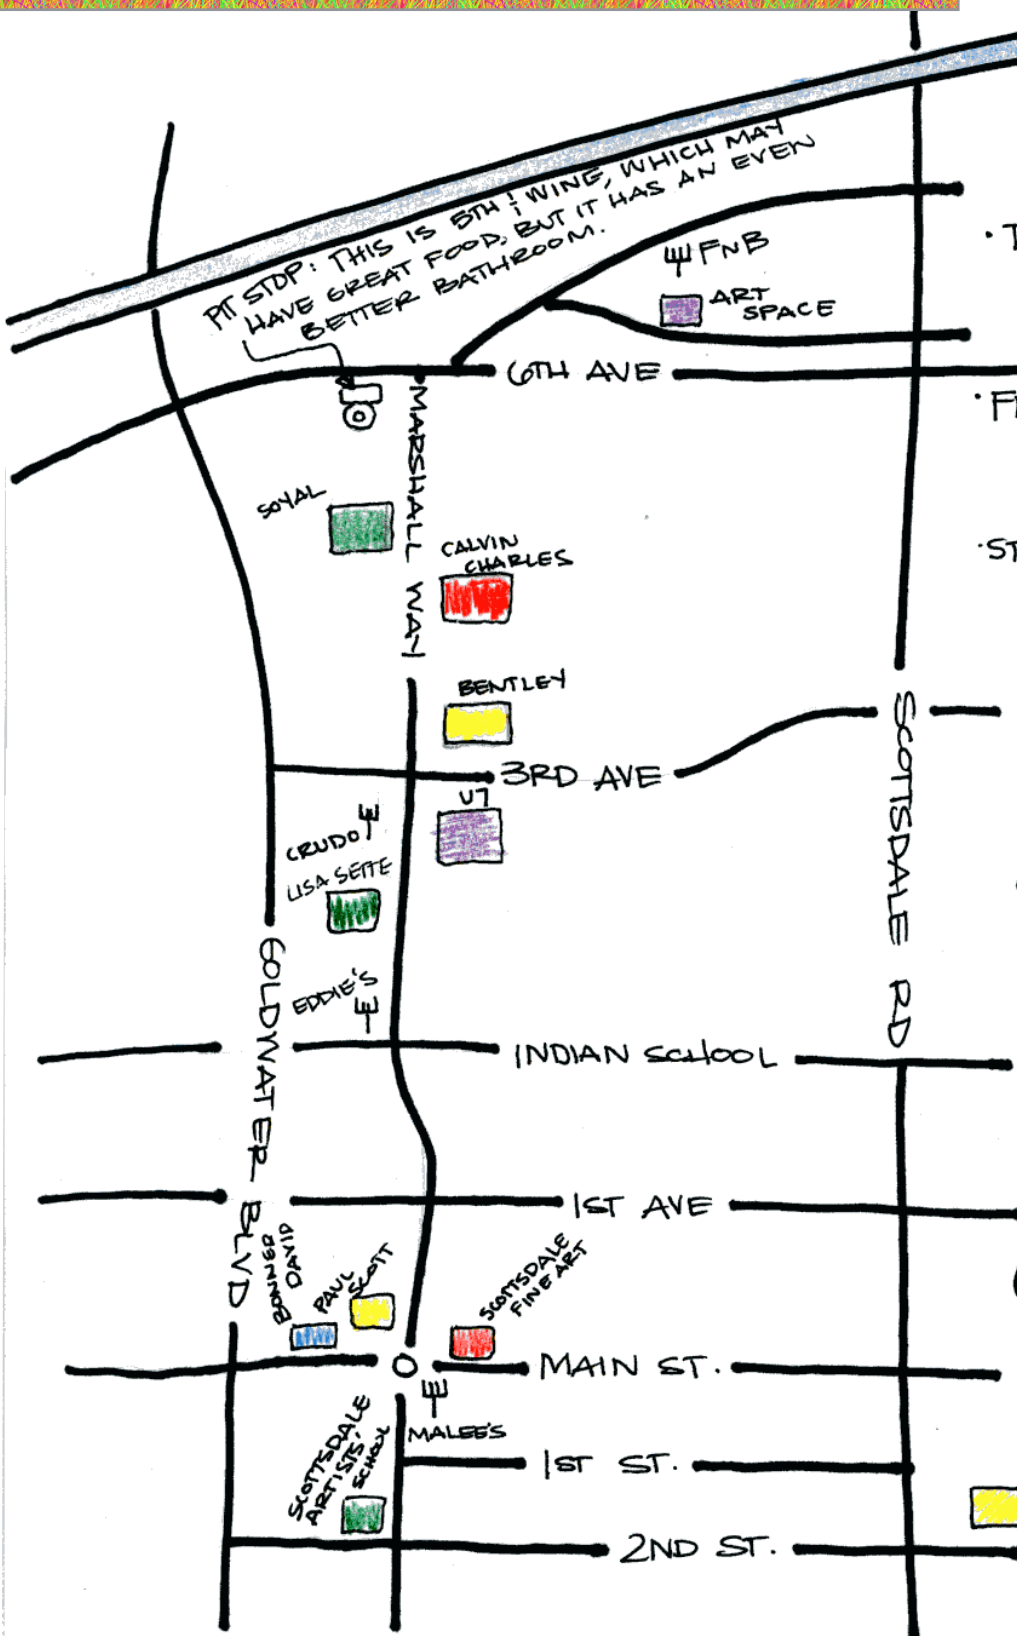 PIT STOP: THIS IS 5TH & WINE, WHICH MAY
HAVE GREAT FOOD, BUT IT HAS AN EVEN
BETTER BATHROOM.
FNB
ART
SPACE
6TH AVE
MARSHALL WAY
SOYAL
CALVIN
CHARLES
BENTLEY
3RD AVE
SCOTTSDALE RD
U7
CRUDO
LISA SETTE
EDDIE'S
GOLDWATER BLVD
INDIAN SCHOOL
1ST AVE
DAVID
BONNER
PAUL
SCOTT
SCOTTSDALE
FINE ART
MAIN ST.
MALEE'S
SCOTTSDALE
ARTISTS'
SCHOOL
1ST ST.
2ND ST.